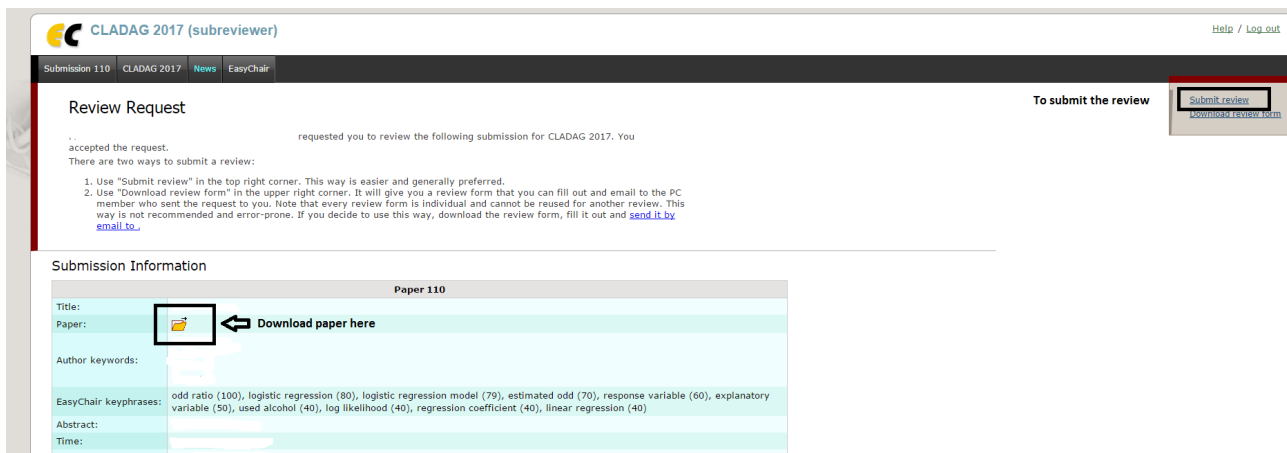 CLADAG 2017 (subreviewer)
Help / Log out
Submission 110 CLADAG 2017 News EasyChair
Review Request
To submit the review
Submit review
Download review form
requested you to review the following submission for CLADAG 2017. You
accepted the request.
There are two ways to submit a review:
1. Use "Submit review" in the top right corner. This way is easier and generally preferred.
2. Use "Download review form" in the upper right corner. It will give you a review form that you can fill out and email to the PC
member who sent the request to you. Note that every review form is individual and cannot be reused for another review. This
way is not recommended and error-prone. If you decide to use this way, download the review form, fill it out and send it by
email to .
Submission Information
Paper 110
Title:
Paper:
Download paper here
Author keywords:
EasyChair keyphrases:
odd ratio (100), logistic regression (80), logistic regression model (79), estimated odd (70), response variable (60), explanatory
variable (50), used alcohol (40), log likelihood (40), regression coefficient (40), linear regression (40)
Abstract:
Time: